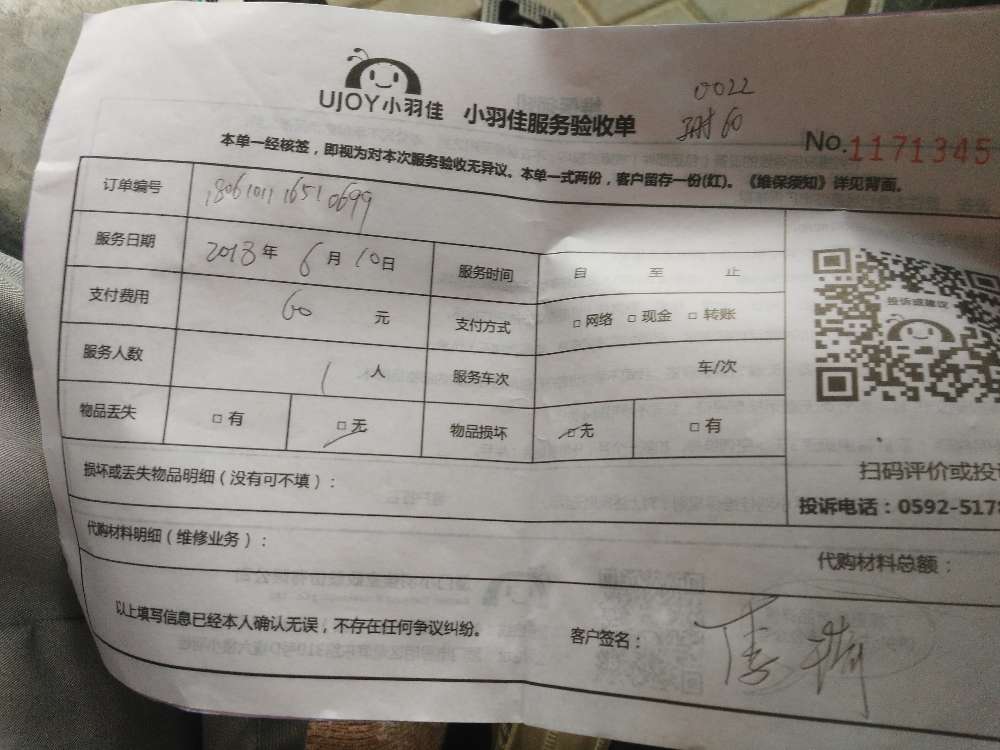 0022
UJOY小羽佳 小羽佳服务验收单
60
No.1171345
本单一经核签，即视为对本次服务验收无异议。本单一式两份，客户留存一份(红)。《维保须知》详见背面。
订单编号 1806101116510699
服务日期 2018年 6月 10日 服务时间 自 至 止
投诉或建议
支付费用 60 元 支付方式 □网络 □现金 □转账
服务人数 1 人 服务车次 车/次
物品丢失 □有 □无 物品损坏 □无 □有
扫码评价或投
损坏或丢失物品明细（没有可不填）：
投诉电话：0592-5178
代购材料明细（维修业务）：
代购材料总额：
以上填写信息已经本人确认无误，不存在任何争议纠纷。 客户签名：